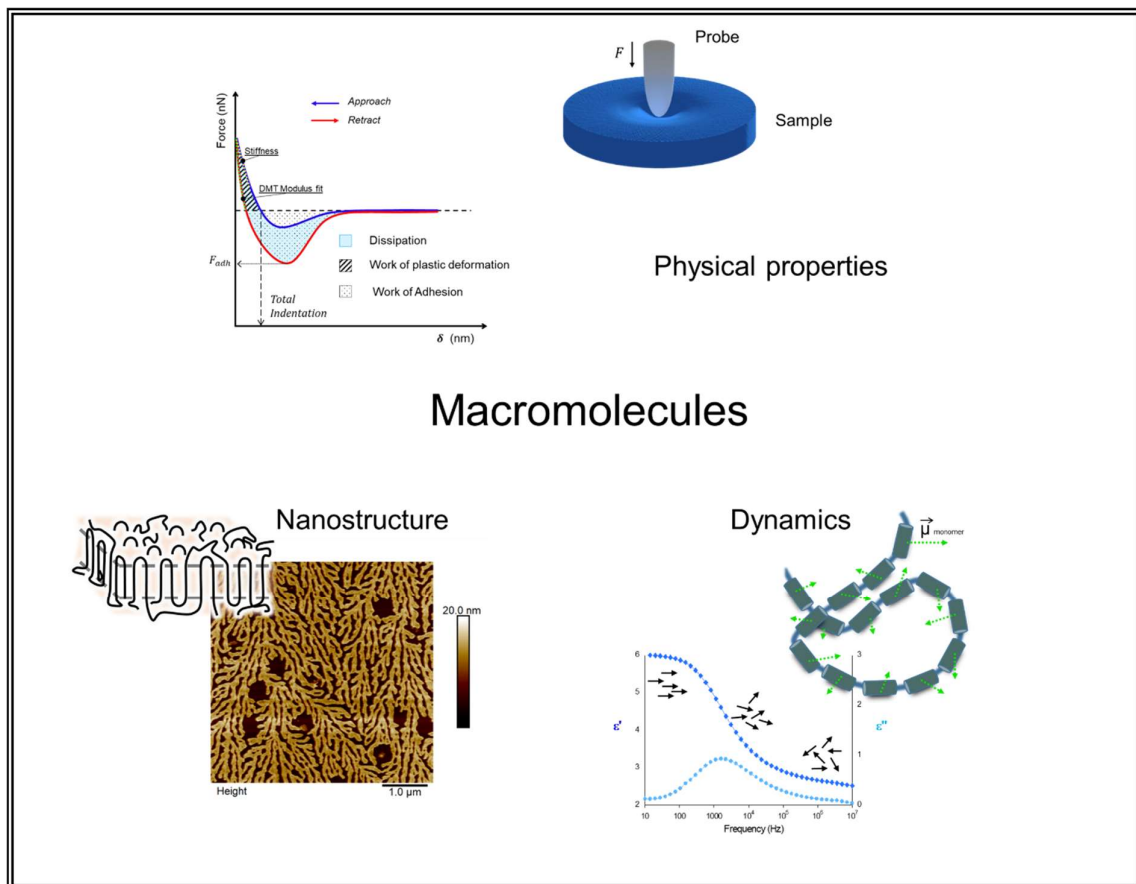 Probe
F
Sample
Force (nN)
Approach
Retract
Stiffness
DMT Modulus fit
Dissipation
F_adh
Work of plastic deformation
Work of Adhesion
Total
Indentation
δ (nm)
Physical properties
Macromolecules
Nanostructure
20.0 nm
Height
1.0 µm
Dynamics
μ monomer
6
5
4
3
2
ε'
3
2
1
0
ε''
10
100
1000
10⁴
10⁵
10⁶
10⁷
Frequency (Hz)